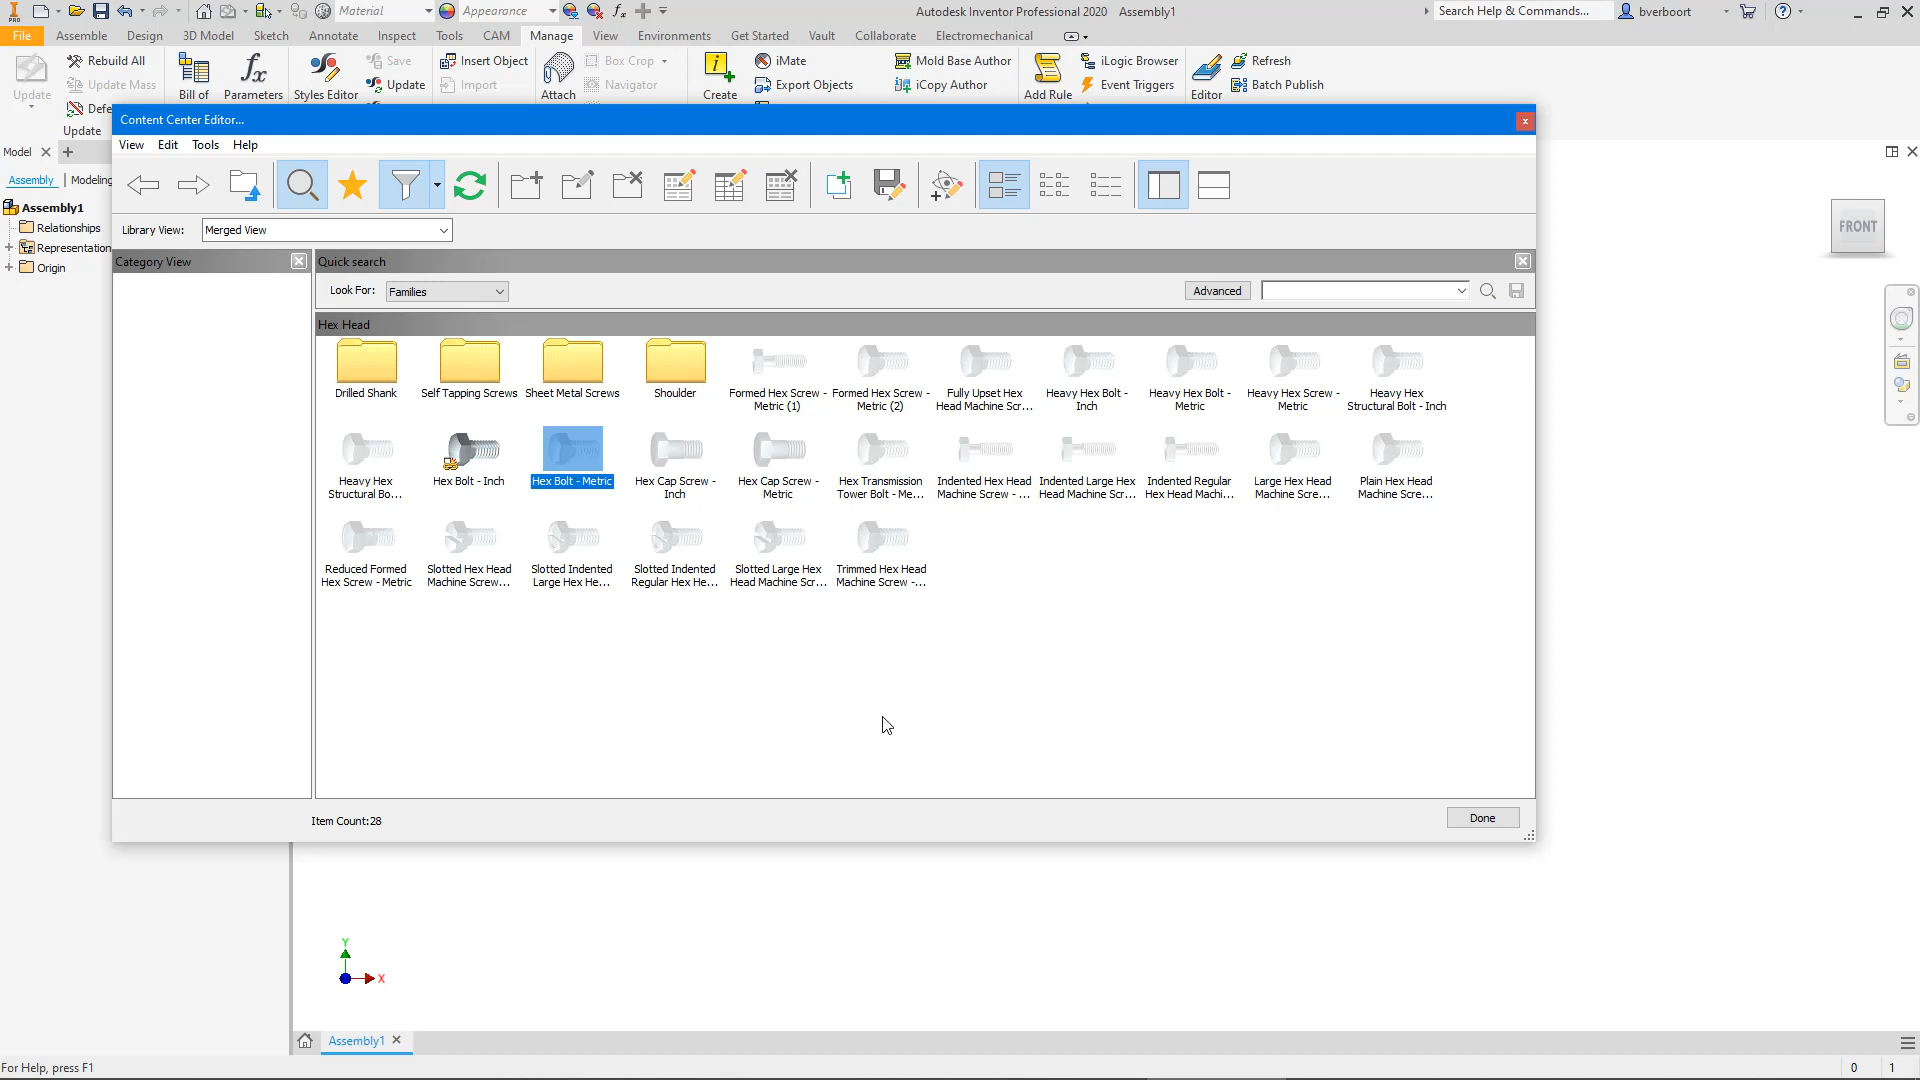 Material
Appearance
fx
Autodesk Inventor Professional 2020 Assembly1
Search Help & Commands...
bverboort
PRO
File Assemble Design 3D Model Sketch Annotate Inspect Tools CAM Manage View Environments Get Started Vault Collaborate Electromechanical
Update
Rebuild All
Update Mass
Defe
Update
Bill of
fx
Parameters
Styles Editor
Save
Update
Insert Object
Import
Attach
Box Crop
Navigator
Create
iMate
Export Objects
Mold Base Author
iCopy Author
Add Rule
iLogic Browser
Event Triggers
Editor
Refresh
Batch Publish
Model
Assembly
Modeling
Assembly1
Relationships
Representation
Origin
Content Center Editor...
View Edit Tools Help
Library View: Merged View
Category View
Quick search
Look For: Families
Advanced
Hex Head
Drilled Shank
Self Tapping Screws
Sheet Metal Screws
Shoulder
Formed Hex Screw -
Metric (1)
Formed Hex Screw -
Metric (2)
Fully Upset Hex
Head Machine Scr...
Heavy Hex Bolt -
Inch
Heavy Hex Bolt -
Metric
Heavy Hex Screw -
Metric
Heavy Hex
Structural Bolt - Inch
Heavy Hex
Structural Bo...
Hex Bolt - Inch
Hex Bolt - Metric
Hex Cap Screw -
Inch
Hex Cap Screw -
Metric
Hex Transmission
Tower Bolt - Me...
Indented Hex Head
Machine Screw - ...
Indented Large Hex
Head Machine Scr...
Indented Regular
Hex Head Machi...
Large Hex Head
Machine Scre...
Plain Hex Head
Machine Scre...
Reduced Formed
Hex Screw - Metric
Slotted Hex Head
Machine Screw...
Slotted Indented
Large Hex He...
Slotted Indented
Regular Hex He...
Slotted Large Hex
Head Machine Scr...
Trimmed Hex Head
Machine Screw -...
Item Count:28
Done
FRONT
Y
X
Assembly1
For Help, press F1
0 1